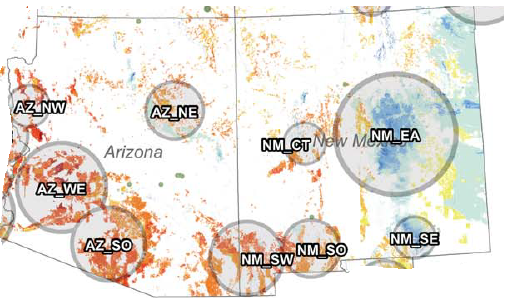 AZ_NW
AZ_NE
NM_CT
New Mexico
NM_EA
Arizona
AZ_WE
AZ_SO
NM_SW
NM_SO
NM_SE